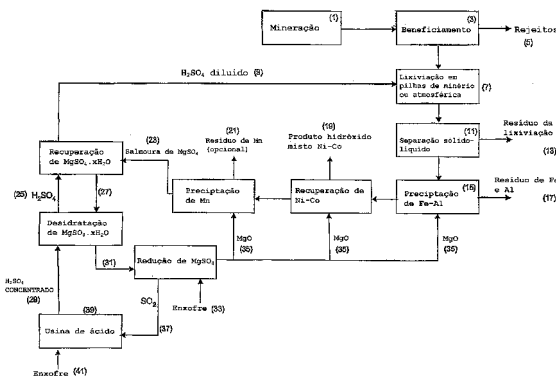 Mineração (1)
Beneficiamento (3)
Rejeitos (5)
H2SO4 diluído (8)
Lixiviação em pilhas de minério ou atmosférica (7)
Separação sólido-líquido (11)
Resíduo da lixiviação (13)
Preciptação de Fe-Al (15)
Resíduo de Fe e Al (17)
Produto hidróxido misto Ni-Co (19)
Recuperação de Ni-Co
Resíduo de Mn (opcional) (21)
Preciptação de Mn
Salmoura de MgSO4 (23)
Recuperação de MgSO4.xH2O
(25) H2SO4
(27)
Desidratação de MgSO4.xH2O
(31)
Redução de MgSO4
MgO (35)
MgO (35)
MgO (35)
Enxofre (33)
SO2 (37)
H2SO4 CONCENTRADO (29)
(39)
Usina de ácido
Enxofre (41)